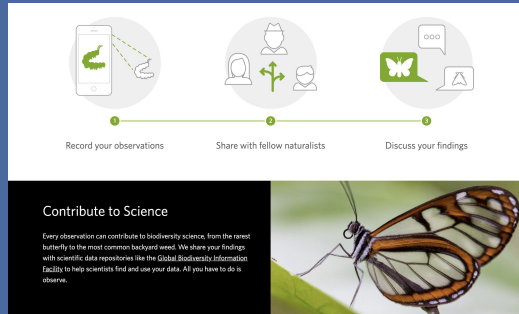 1
2
3
Record your observations
Share with fellow naturalists
Discuss your findings
Contribute to Science
Every observation can contribute to biodiversity science, from the rarest
butterfly to the most common backyard weed. We share your findings
with scientific data repositories like the Global Biodiversity Information
Facility to help scientists find and use your data. All you have to do is
observe.